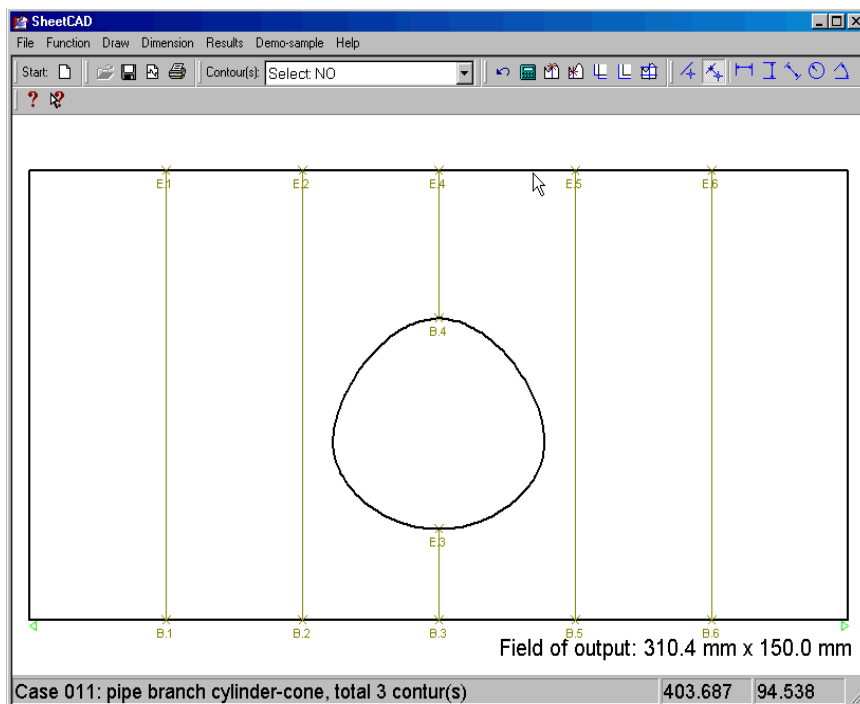 SheetCAD
File Function Draw Dimension Results Demo-sample Help
Start: Contour(s): Select NO
E.1 E.2 E.4 E.5 E.6
B.4
E.3
B.1 B.2 B.3 B.5 B.6
Field of output: 310.4 mm x 150.0 mm
Case 011: pipe branch cylinder-cone, total 3 contur(s) 403.687 94.538